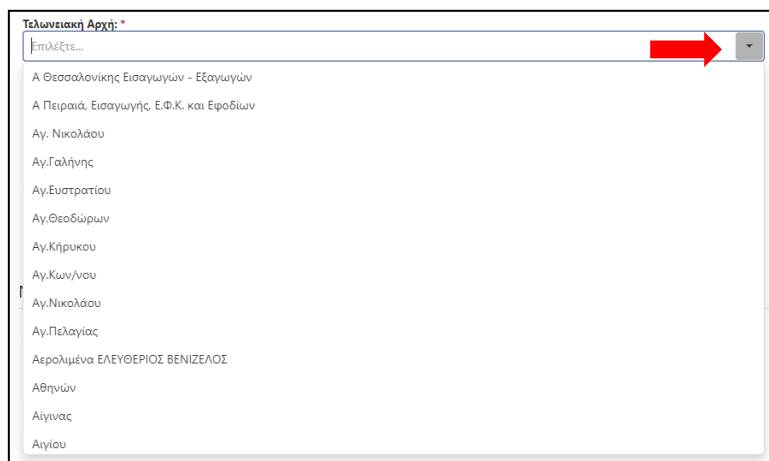 Τελωνειακή Αρχή: *
Επιλέξτε...
Α Θεσσαλονίκης Εισαγωγών - Εξαγωγών
Α Πειραιά, Εισαγωγής, Ε.Φ.Κ. και Εφοδίων
Αγ. Νικολάου
Αγ.Γαλήνης
Αγ.Ευστρατίου
Αγ.Θεοδώρων
Αγ.Κήρυκου
Αγ.Κων/νου
Αγ.Νικολάου
Αγ.Πελαγίας
Αερολιμένα ΕΛΕΥΘΕΡΙΟΣ ΒΕΝΙΖΕΛΟΣ
Αθηνών
Αίγινας
Αιγίου